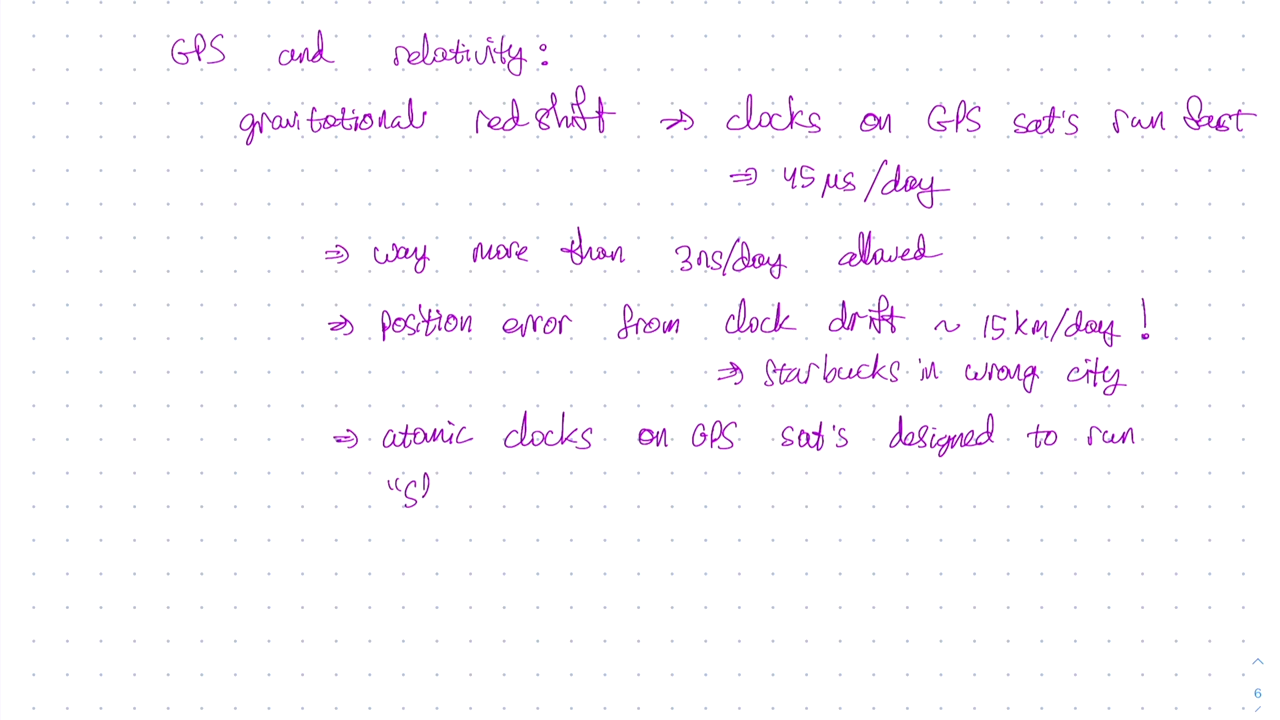 GPS and relativity:
gravitational redshift ⇒ clocks on GPS sat's run fast
⇒ 45 μs/day
⇒ way more than 3ns/day allowed
⇒ position error from clock drift ~ 15km/day!
⇒ Starbucks in wrong city
⇒ atomic clocks on GPS sat's designed to run
"S
6